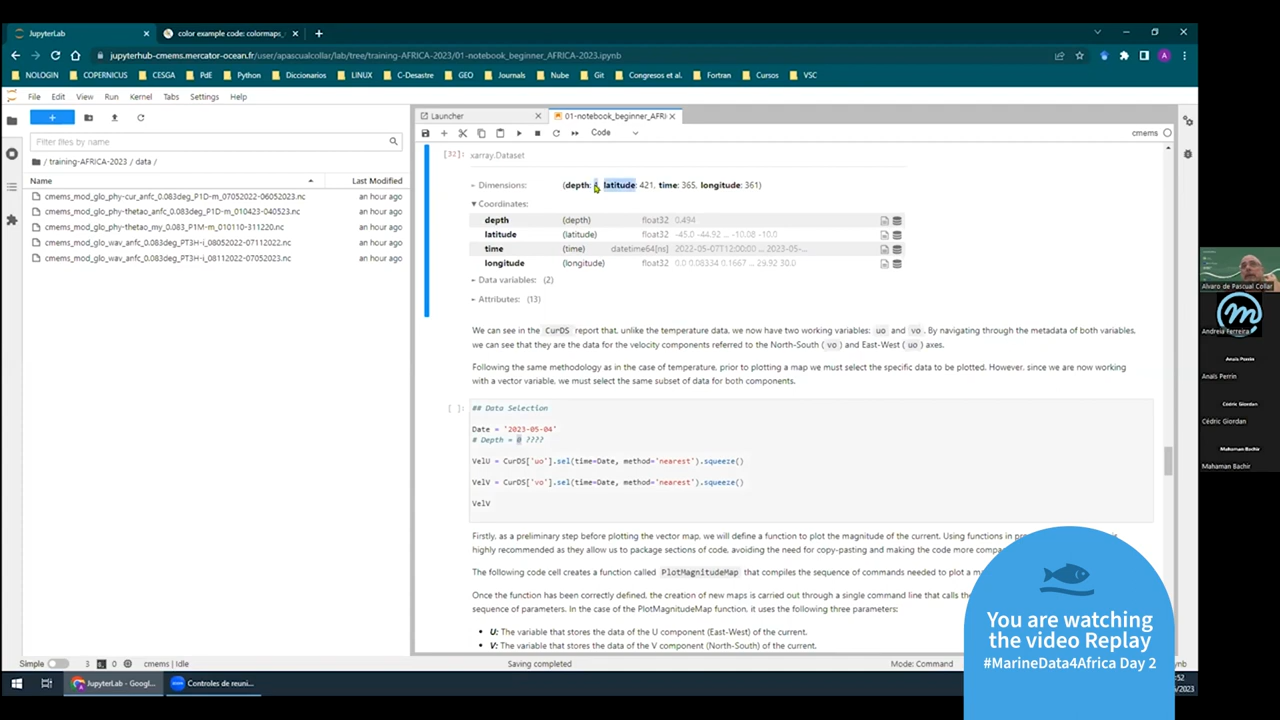 JupyterLab
color example code: colormaps_
jupyterhub-cmems.mercator-ocean.fr/user/apascualcollar/lab/tree/training-AFRICA-2023/01-notebook_beginner_AFRICA-2023.ipynb
A
NOLOGIN COPERNICUS CESGA PdE Python Diccionarios LINUX C-Desastre GEO Journals Nube Git Congresos et al. Fortran Cursos VSC
File Edit View Run Kernel Tabs Settings Help
Launcher
01-notebook_beginner_AFRI
Code
cmems
Filter files by name
/ training-AFRICA-2023 / data /
Name Last Modified
cmems_mod_glo_phy-cur_anfc_0.083deg_P1D-m_07052022-06052023.nc an hour ago
cmems_mod_glo_phy-thetao_anfc_0.083deg_P1D-m_010423-040523.nc an hour ago
cmems_mod_glo_phy-thetao_my_0.083_P1M-m_010110-311220.nc an hour ago
cmems_mod_glo_wav_anfc_0.083deg_PT3H-i_08052022-07112022.nc an hour ago
cmems_mod_glo_wav_anfc_0.083deg_PT3H-i_08112022-07052023.nc an hour ago
[32]: xarray.Dataset
Dimensions: (depth: latitude: 421, time: 365, longitude: 361)
Coordinates:
depth (depth) float32 0.494
latitude (latitude) float32 -45.0 -44.92 ... -10.08 -10.0
time (time) datetime64[ns] 2022-05-07T12:00:00 ... 2023-05-...
longitude (longitude) float32 0.0 0.08334 0.1667 ... 29.92 30.0
Data variables: (2)
Attributes: (13)
We can see in the CurDS report that, unlike the temperature data, we now have two working variables: uo and vo. By navigating through the metadata of both variables,
we can see that they are the data for the velocity components referred to the North-South ( vo ) and East-West ( uo ) axes.
Following the same methodology as in the case of temperature, prior to plotting a map we must select the specific data to be plotted. However, since we are now working
with a vector variable, we must select the same subset of data for both components.
[ ]: ## Data Selection
Date = '2023-05-04'
# Depth = 0 ????
VelU = CurDS['uo'].sel(time=Date, method='nearest').squeeze()
VelV = CurDS['vo'].sel(time=Date, method='nearest').squeeze()
VelV
Firstly, as a preliminary step before plotting the vector map, we will define a function to plot the magnitude of the current. Using functions in
highly recommended as they allow us to package sections of code, avoiding the need for copy-pasting and making the code more
The following code cell creates a function called PlotMagnitudeMap that compiles the sequence of commands needed to plot a
Once the function has been correctly defined, the creation of new maps is carried out through a single command line that calls the
sequence of parameters. In the case of the PlotMagnitudeMap function, it uses the following three parameters:
• U: The variable that stores the data of the U component (East-West) of the current.
• V: The variable that stores the data of the V component (North-South) of the current.
Simple 3 0 cmems | Idle Saving completed Mode: Command
JupyterLab - Googl...
Controles de reuni...
Alvaro de Pascual Collar
m
Andreia Ferreira
Anaïs Perrin
Anaïs Perrin
Cédric Giordan
Cédric Giordan
Mahaman Bachir
Mahaman Bachir
You are watching
the video Replay
#MarineData4Africa Day 2